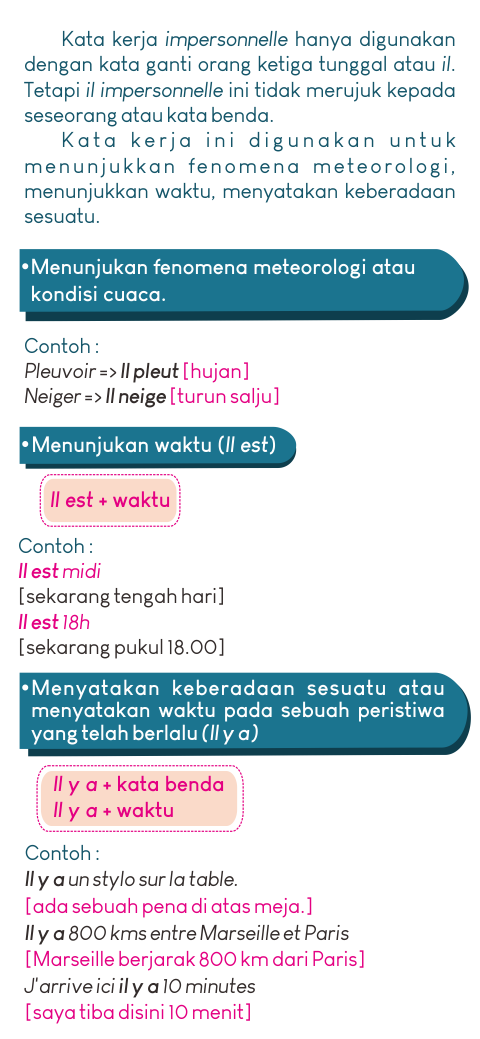 Kata kerja impersonnelle hanya digunakan
dengan kata ganti orang ketiga tunggal atau il.
Tetapi il impersonnelle ini tidak merujuk kepada
seseorang atau kata benda.
Kata kerja ini digunakan untuk
menunjukkan fenomena meteorologi,
menunjukkan waktu, menyatakan keberadaan
sesuatu.
•Menunjukan fenomena meteorologi atau
kondisi cuaca.
Contoh :
Pleuvoir => Il pleut [hujan]
Neiger => Il neige [turun salju]
•Menunjukan waktu (Il est)
Il est + waktu
Contoh :
Il est midi
[sekarang tengah hari]
Il est 18h
[sekarang pukul 18.00]
•Menyatakan keberadaan sesuatu atau
menyatakan waktu pada sebuah peristiwa
yang telah berlalu (Il y a)
Il y a + kata benda
Il y a + waktu
Contoh :
Il y a un stylo sur la table.
[ada sebuah pena di atas meja.]
Il y a 800 kms entre Marseille et Paris
[Marseille berjarak 800 km dari Paris]
J'arrive ici il y a 10 minutes
[saya tiba disini 10 menit]